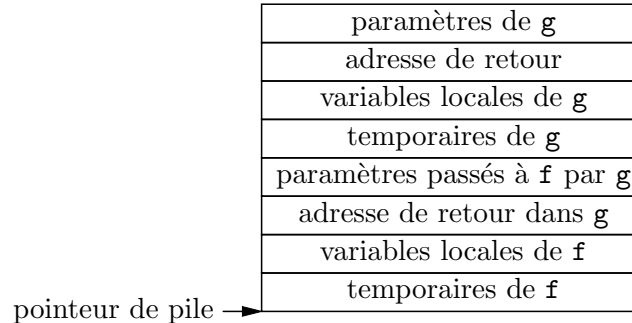 paramètres de g
adresse de retour
variables locales de g
temporaires de g
paramètres passés à f par g
adresse de retour dans g
variables locales de f
temporaires de f
pointeur de pile